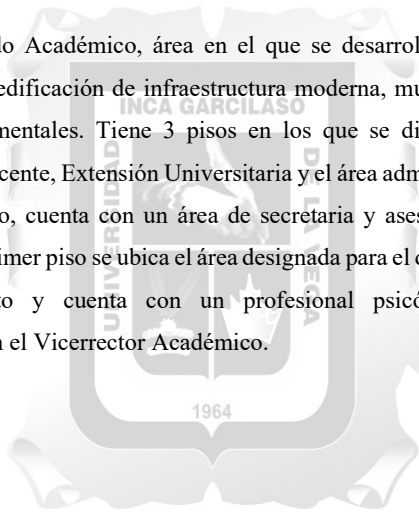 do Académico, área en el que se desarrol
edificación de infraestructura moderna, mu
INCA GARCILASO
mentales. Tiene 3 pisos en los que se di
cente, Extensión Universitaria y el área adm
o, cuenta con un área de secretaria y ases
imer piso se ubica el área designada para el d
to y cuenta con un profesional psicó
n el Vicerrector Académico.
UNIVERSIDAD
DE LA VEGA
1964